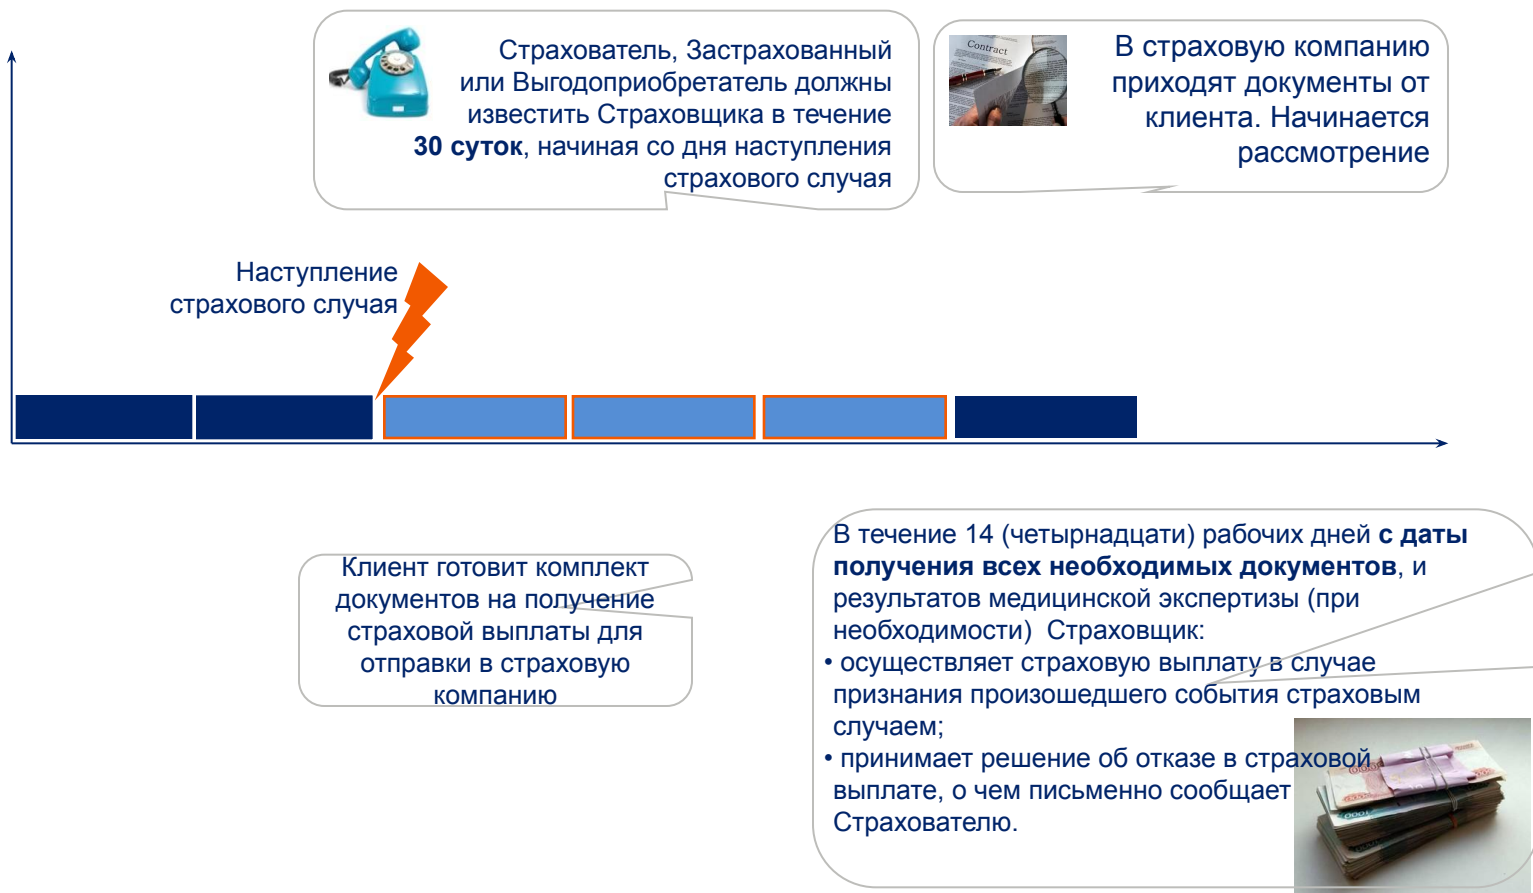 Страхователь, Застрахованный
или Выгодоприобретатель должны
известить Страховщика в течение
30 суток, начиная со дня наступления
страхового случая
Contract
В страховую компанию
приходят документы от
клиента. Начинается
рассмотрение
Наступление
страхового случая
Клиент готовит комплект
документов на получение
страховой выплаты для
отправки в страховую
компанию
В течение 14 (четырнадцати) рабочих дней с даты
получения всех необходимых документов, и
результатов медицинской экспертизы (при
необходимости) Страховщик:
• осуществляет страховую выплату в случае
признания произошедшего события страховым
случаем;
• принимает решение об отказе в страховой
выплате, о чем письменно сообщает
Страхователю.